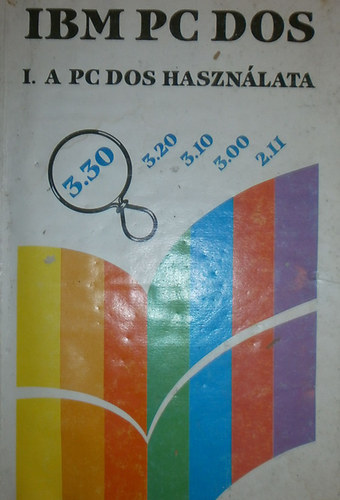 IBM PC DOS
I. A PC DOS HASZNÁLATA
3.30 3.20 3.10 3.00 2.11